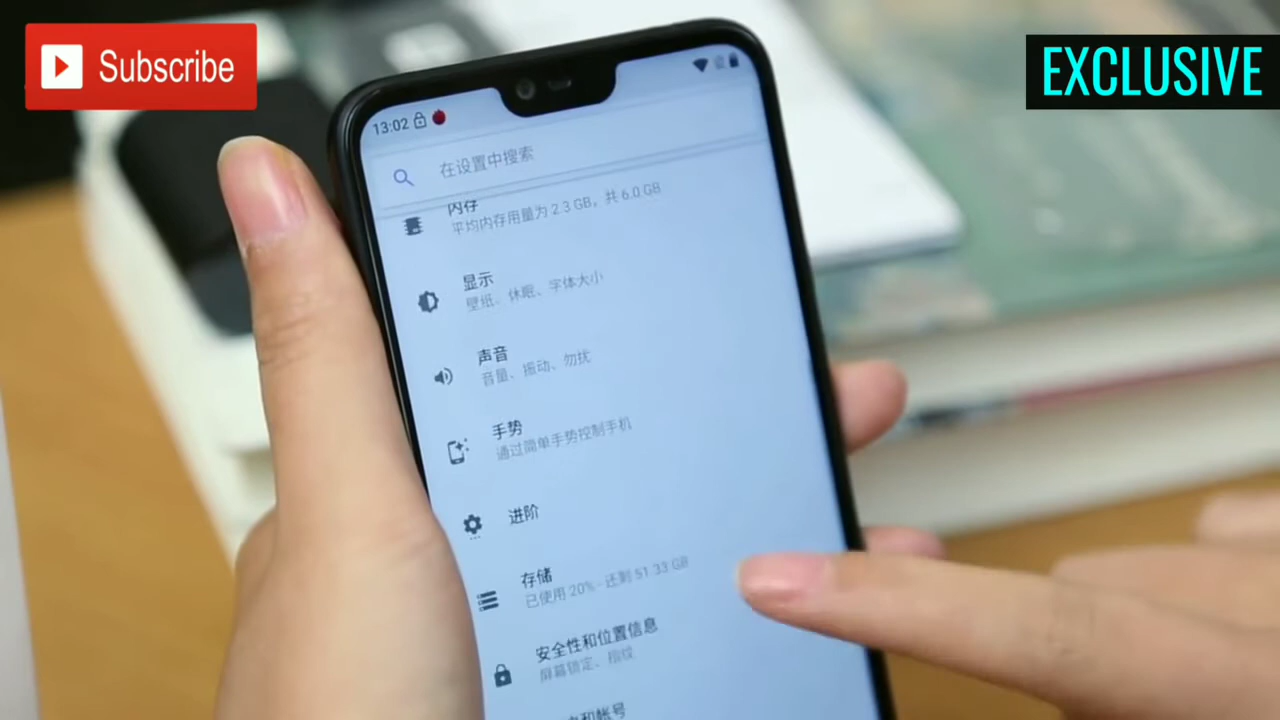 Subscribe
EXCLUSIVE
13:02
在设置中搜索
内存
平均内存用量为 2.3 GB，共 6.0 GB
显示
壁纸、休眠、字体大小
声音
音量、振动、勿扰
手势
通过简单手势控制手机
进阶
存储
已使用 20% - 还剩 51.33 GB
安全性和位置信息
屏幕锁定、指纹
和帐号